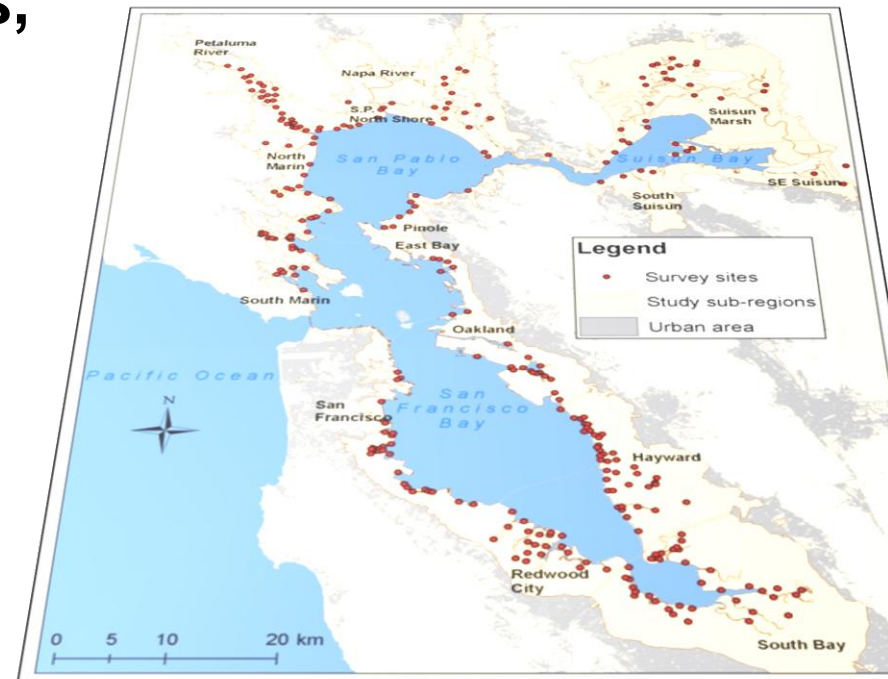 Petaluma
River
Napa River
S.P.
North Shore
Suisun
Marsh
North
Marin
San Pablo
Bay
Suisun Bay
SE Suisun
South
Suisun
Pinole
East Bay
Legend
Survey sites
Study sub-regions
Urban area
South Marin
Oakland
Pacific Ocean
San
Francisco
Bay
N
San
Francisco
Hayward
Redwood
City
South Bay
0 5 10 20 km